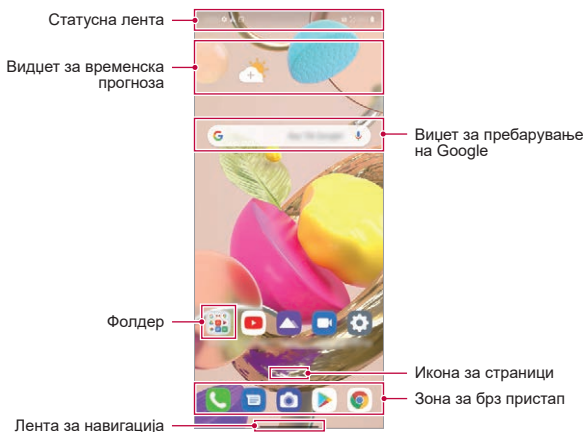 Статусна лента
Видџет за временска
прогноза
Виџет за пребарување
на Google
Фолдер
Икона за страници
Зона за брз пристап
Лента за навигација